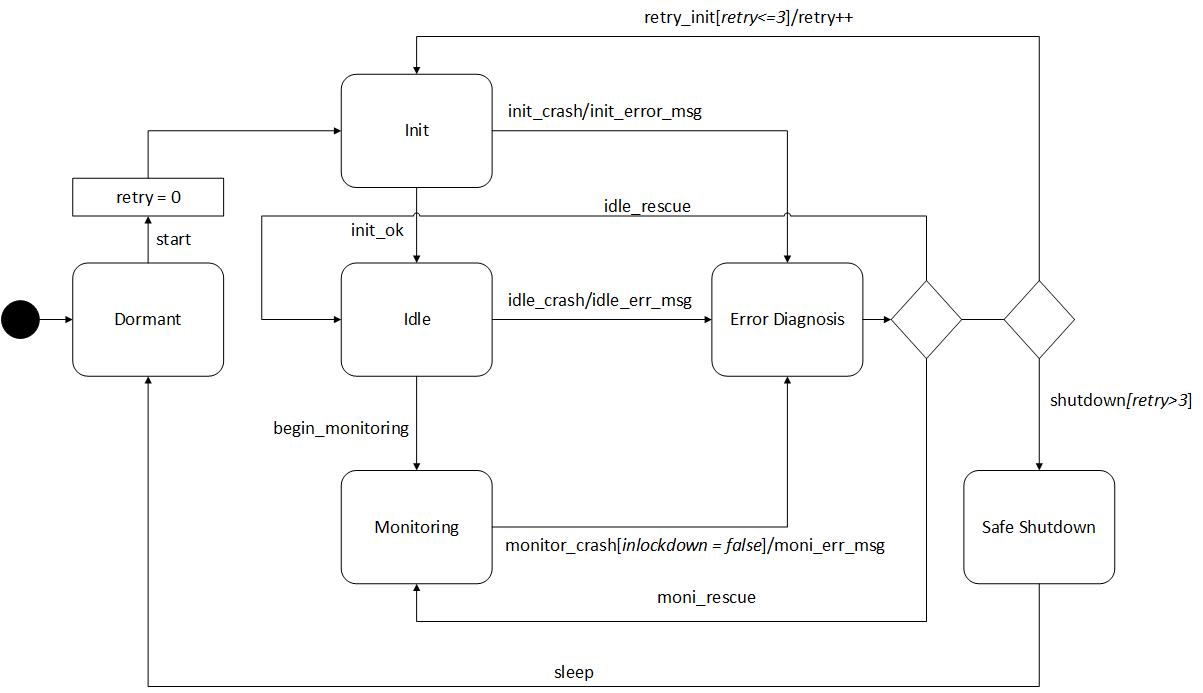 retry_init[retry<=3]/retry++
init_crash/init_error_msg
Init
retry = 0
idle_rescue
init_ok
start
idle_crash/idle_err_msg
Dormant
Idle
Error Diagnosis
shutdown[retry>3]
begin_monitoring
Monitoring
Safe Shutdown
monitor_crash[inlockdown = false]/moni_err_msg
moni_rescue
sleep